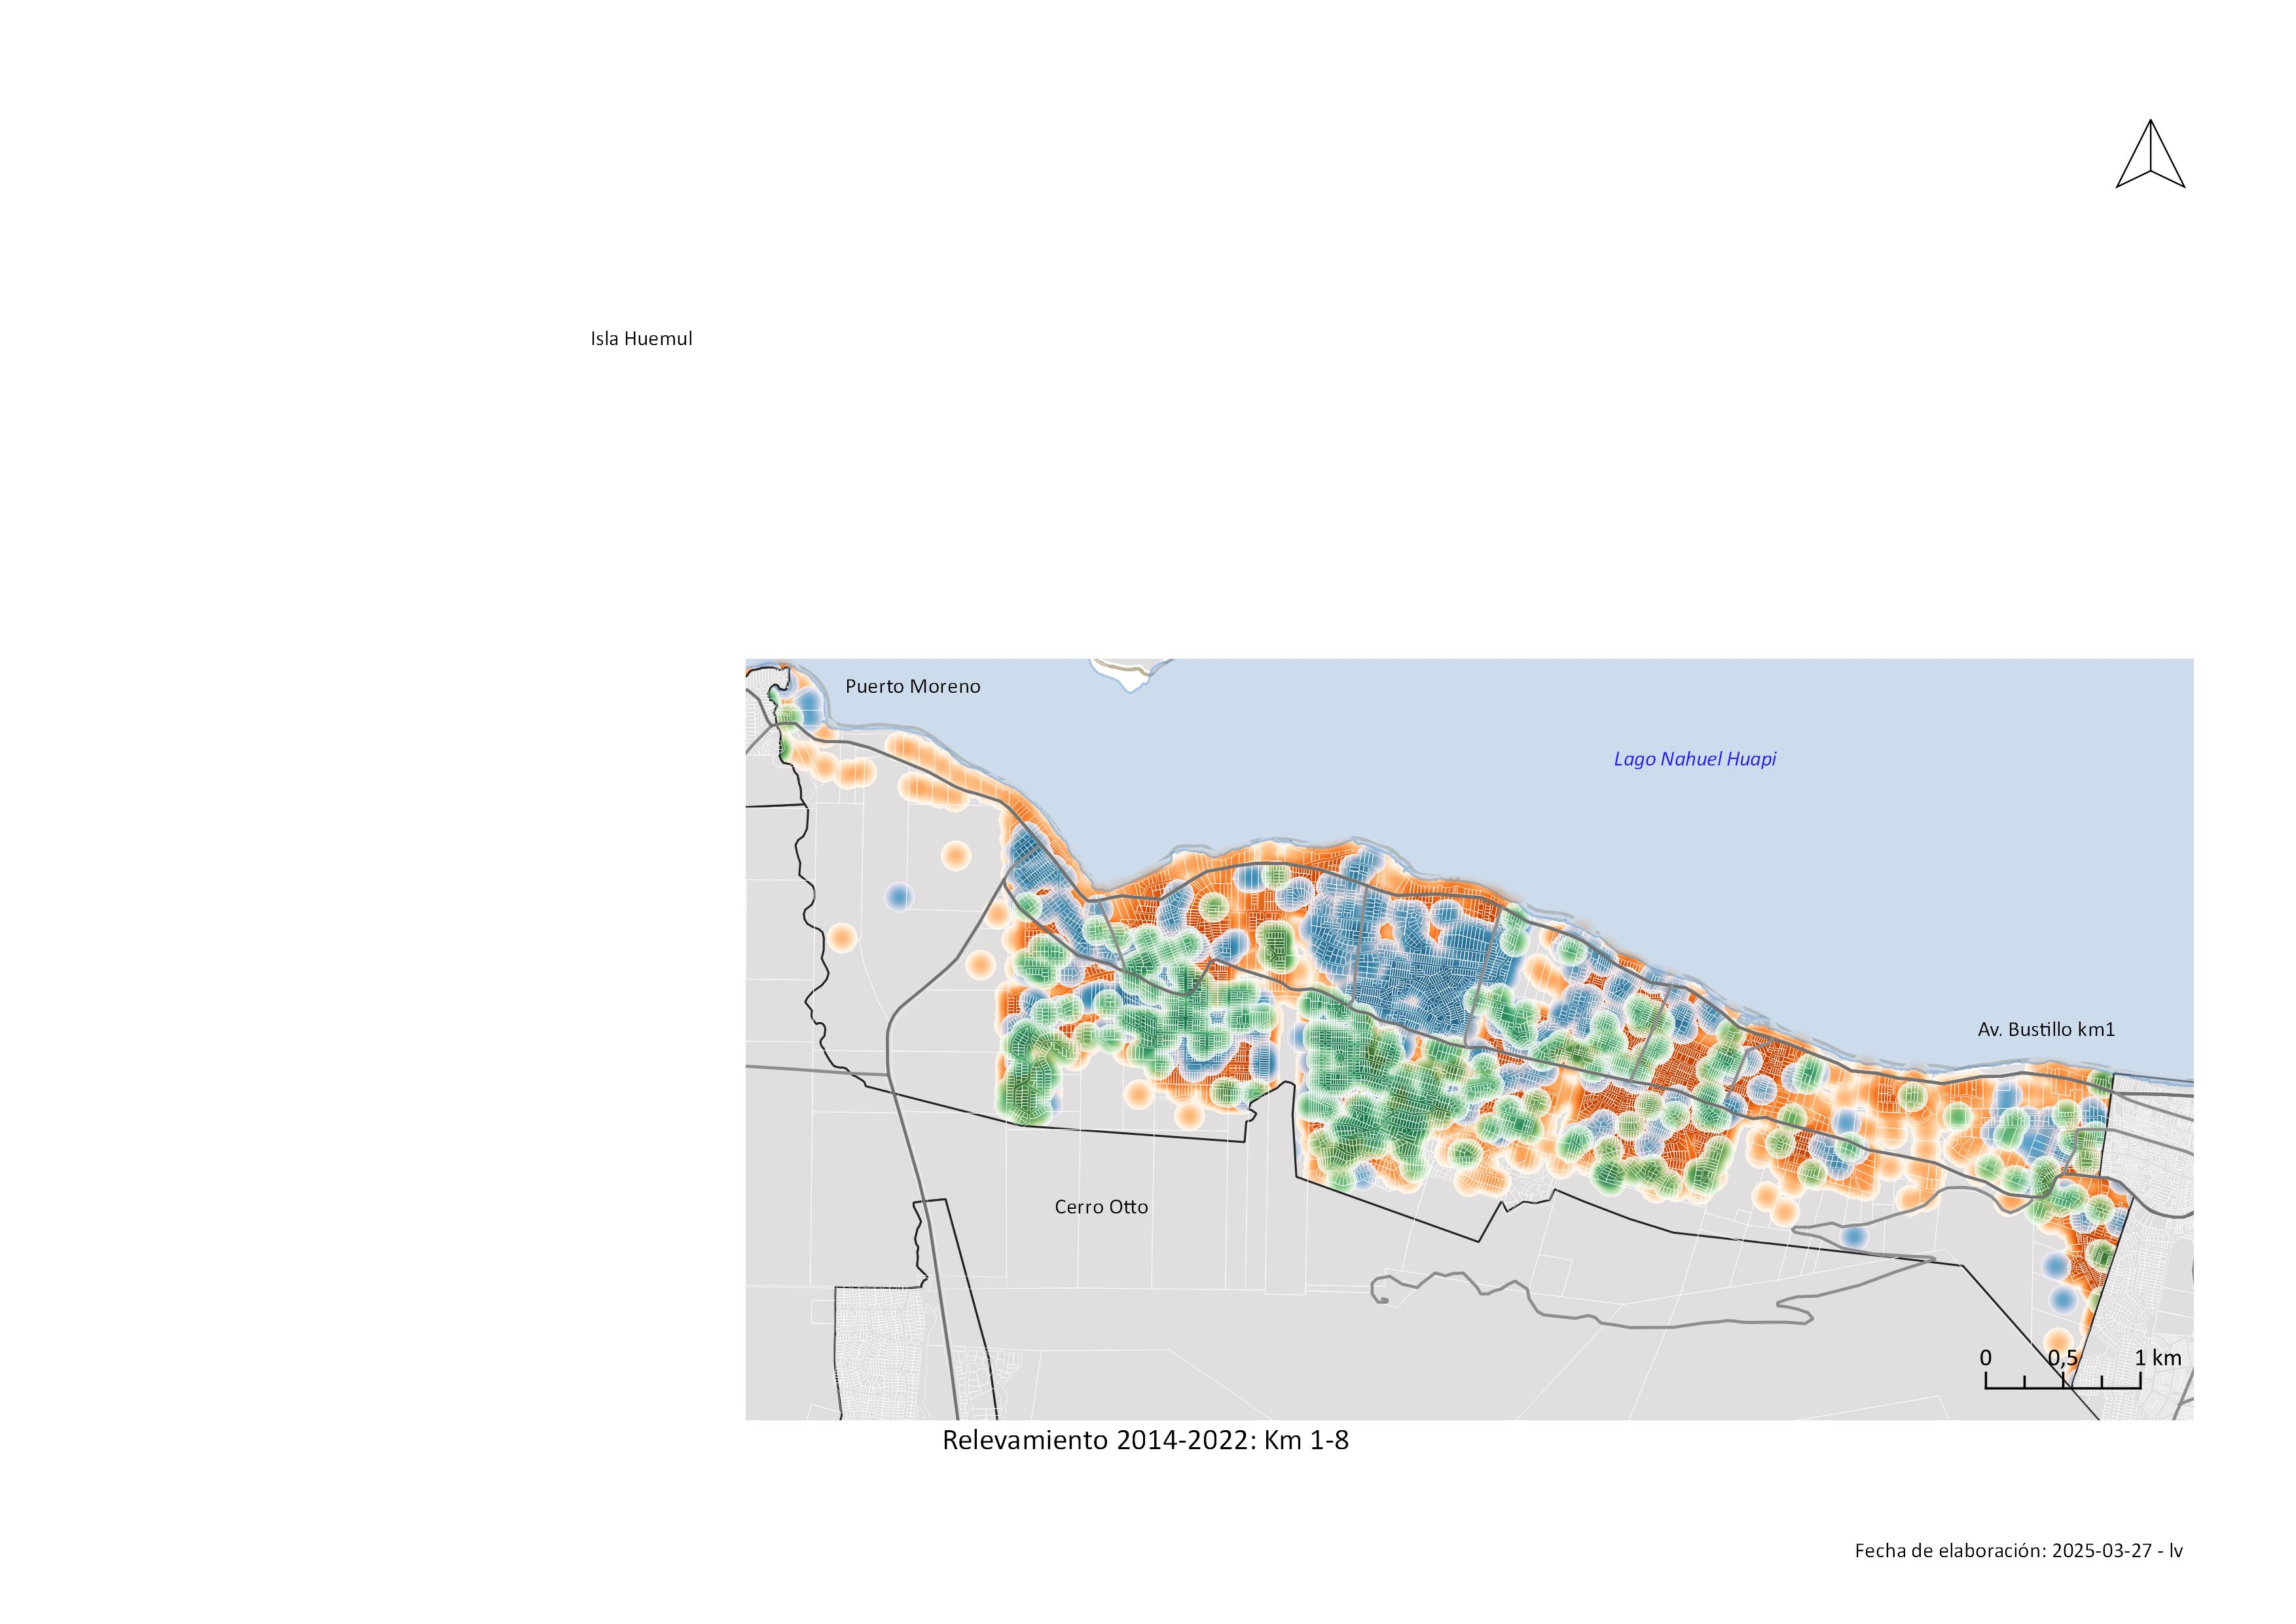 Isla Huemul
Puerto Moreno
Lago Nahuel Huapi
Av. Bustillo km1
Cerro Otto
0 0,5 1 km
Relevamiento 2014-2022: Km 1-8
Fecha de elaboración: 2025-03-27 - lv